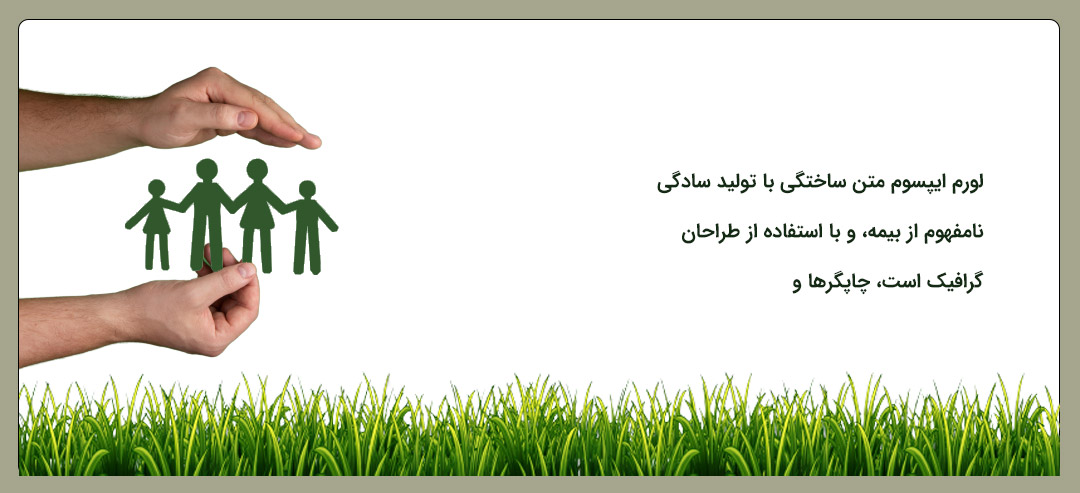 لورم ایپسوم متن ساختگی با تولید سادگی
نامفهوم از بیمه، و با استفاده از طراحان
گرافیک است، چاپگرها و